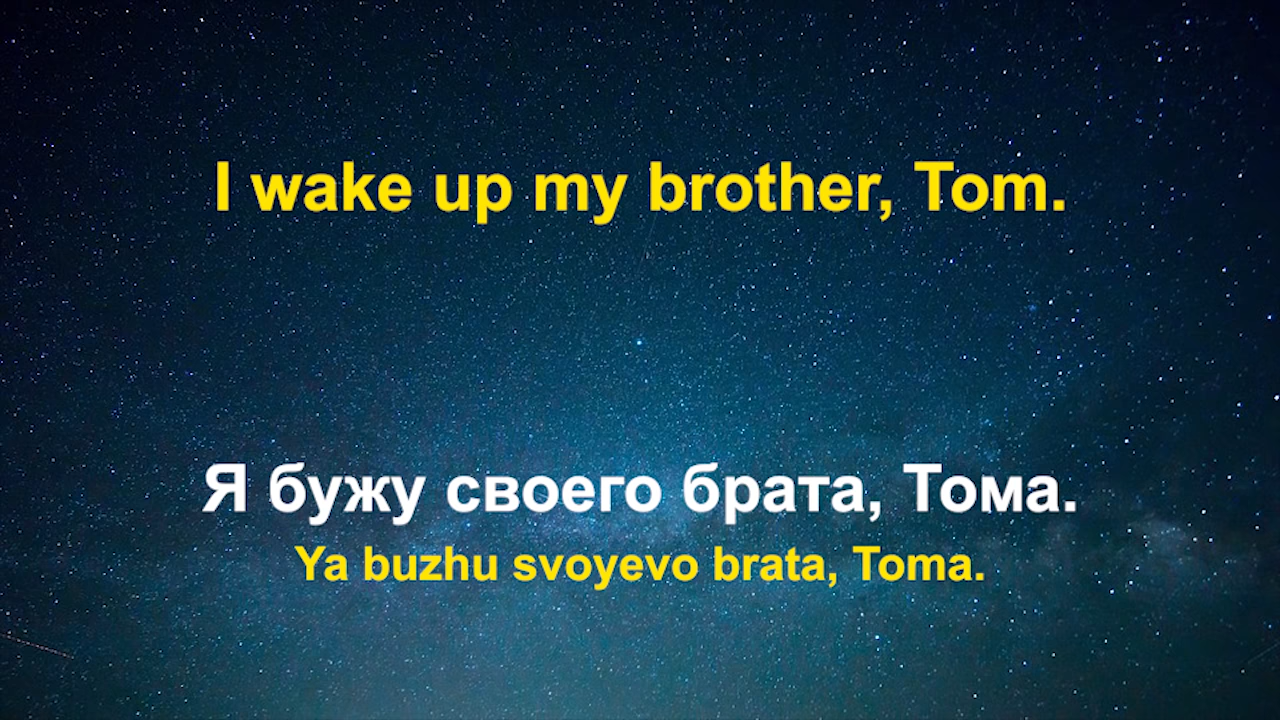 I wake up my brother, Tom.
Я бужу своего брата, Тома.
Ya buzhu svoyevo brata, Toma.